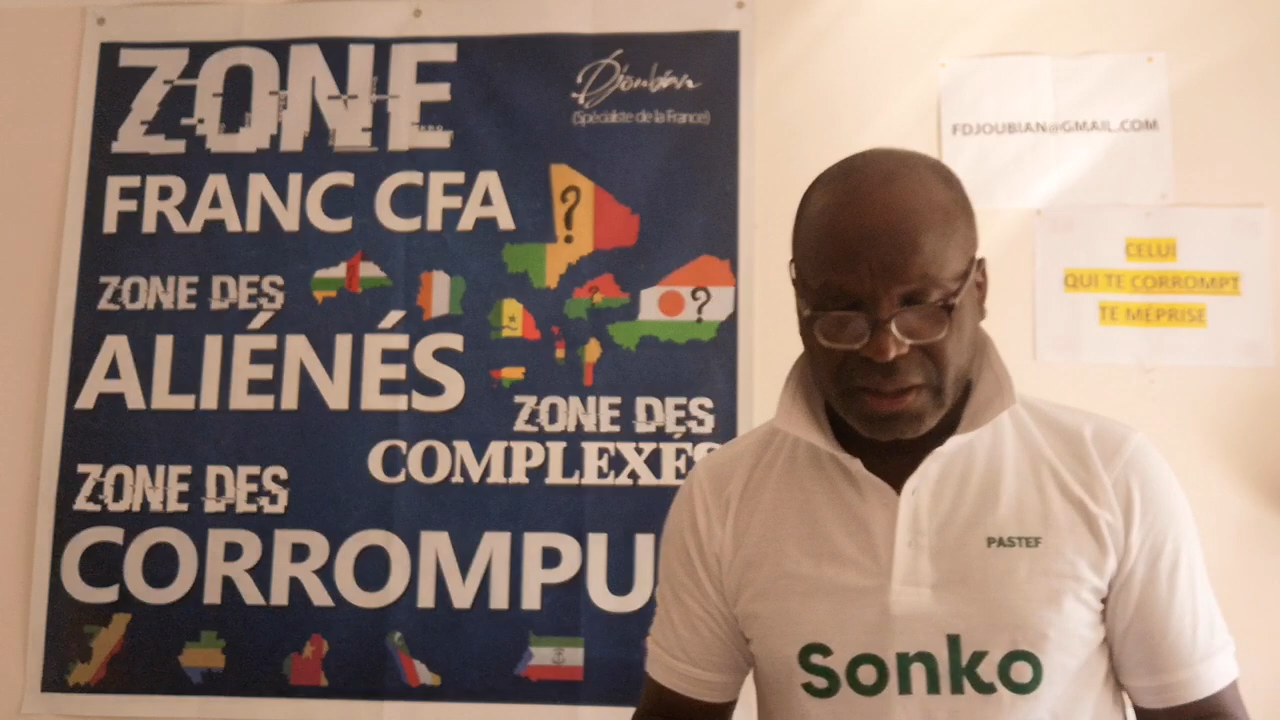 ZONE
FRANC CFA
ZONE DES
ALIÉNÉS
ZONE DES
COMPLEXÉS
ZONE DES
CORROMPU
Djoubian
(Spécialiste de la France)
?
?
?
FDJOUBIAN@GMAIL.COM
CELUI
QUI TE CORROMPT
TE MÉPRISE
PASTEF
Sonko